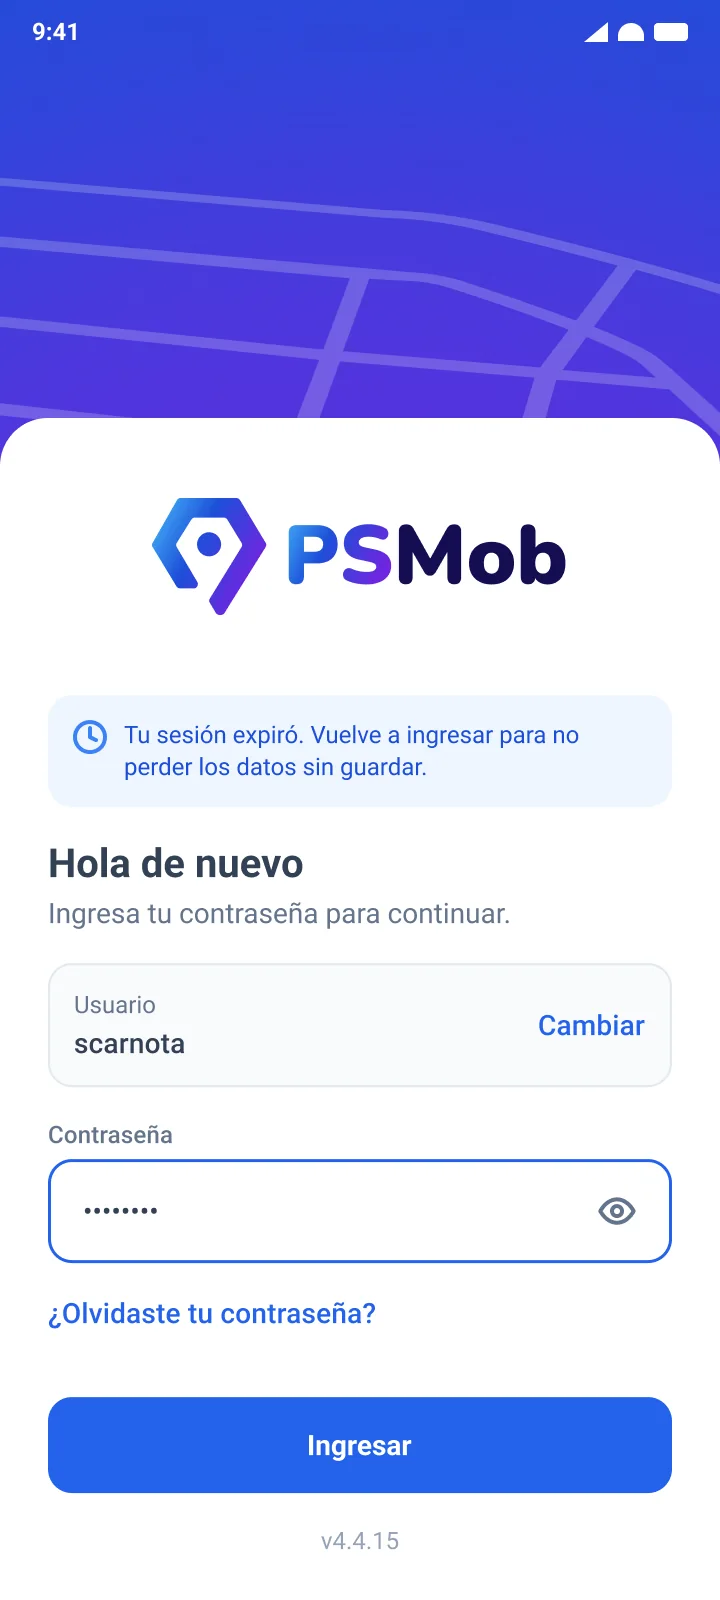 9:41
PSMob
Tu sesión expiró. Vuelve a ingresar para no
perder los datos sin guardar.
Hola de nuevo
Ingresa tu contraseña para continuar.
Usuario
scarnota
Cambiar
Contraseña
••••••••
¿Olvidaste tu contraseña?
Ingresar
v4.4.15